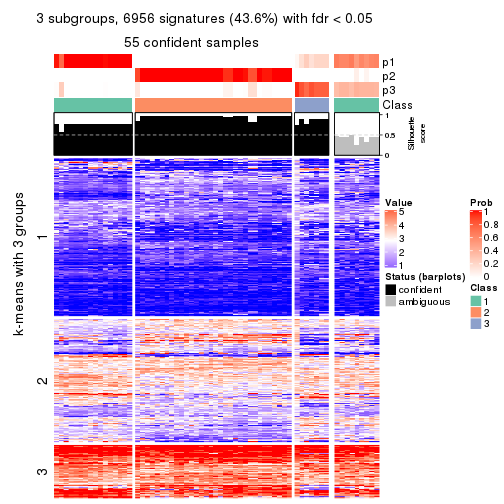 3 subgroups, 6956 signatures (43.6%) with fdr < 0.05
55 confident samples
p1
p2
p3
Class
1
0.5
0
Silhouette
score
k-means with 3 groups
1
2
3
Value
5
4
3
2
1
Status (barplots)
confident
ambiguous
Prob
1
0.8
0.6
0.4
0.2
0
Class
1
2
3